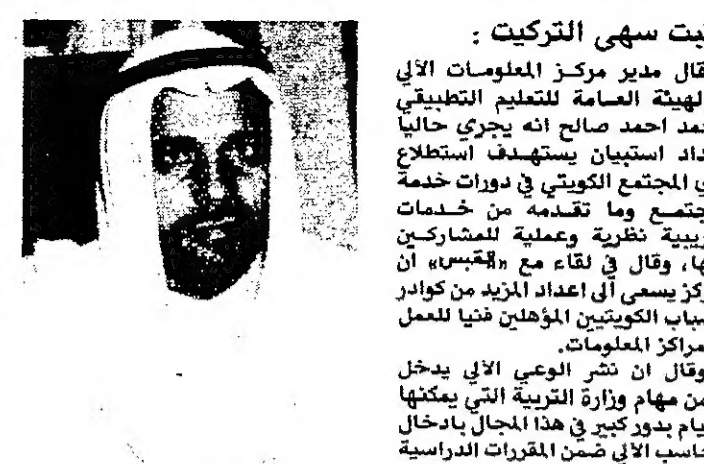 تبت سهى التركيت :
قال مدير مركز المعلومات الآلي
لهيئة العامة للتعليم التطبيقي
مد احمد صالح انه يجري حاليا
داد استبيان يستهدف استطلاع
ي المجتمع الكويتي في دورات خدمة
جتمع وما تقدمه من خدمات
ريبية نظرية وعملية للمشاركين
ها، وقال في لقاء مع «القبس» ان
ركز يسعى الى اعداد المزيد من كوادر
سباب الكويتيين المؤهلين فنيا للعمل
مراكز المعلومات.
وقال ان نشر الوعي الآلي يدخل
من مهام وزارة التربية التي يمكنها
يام بدور كبير في هذا المجال بادخال
حاسب الآلي ضمن المقررات الدراسية